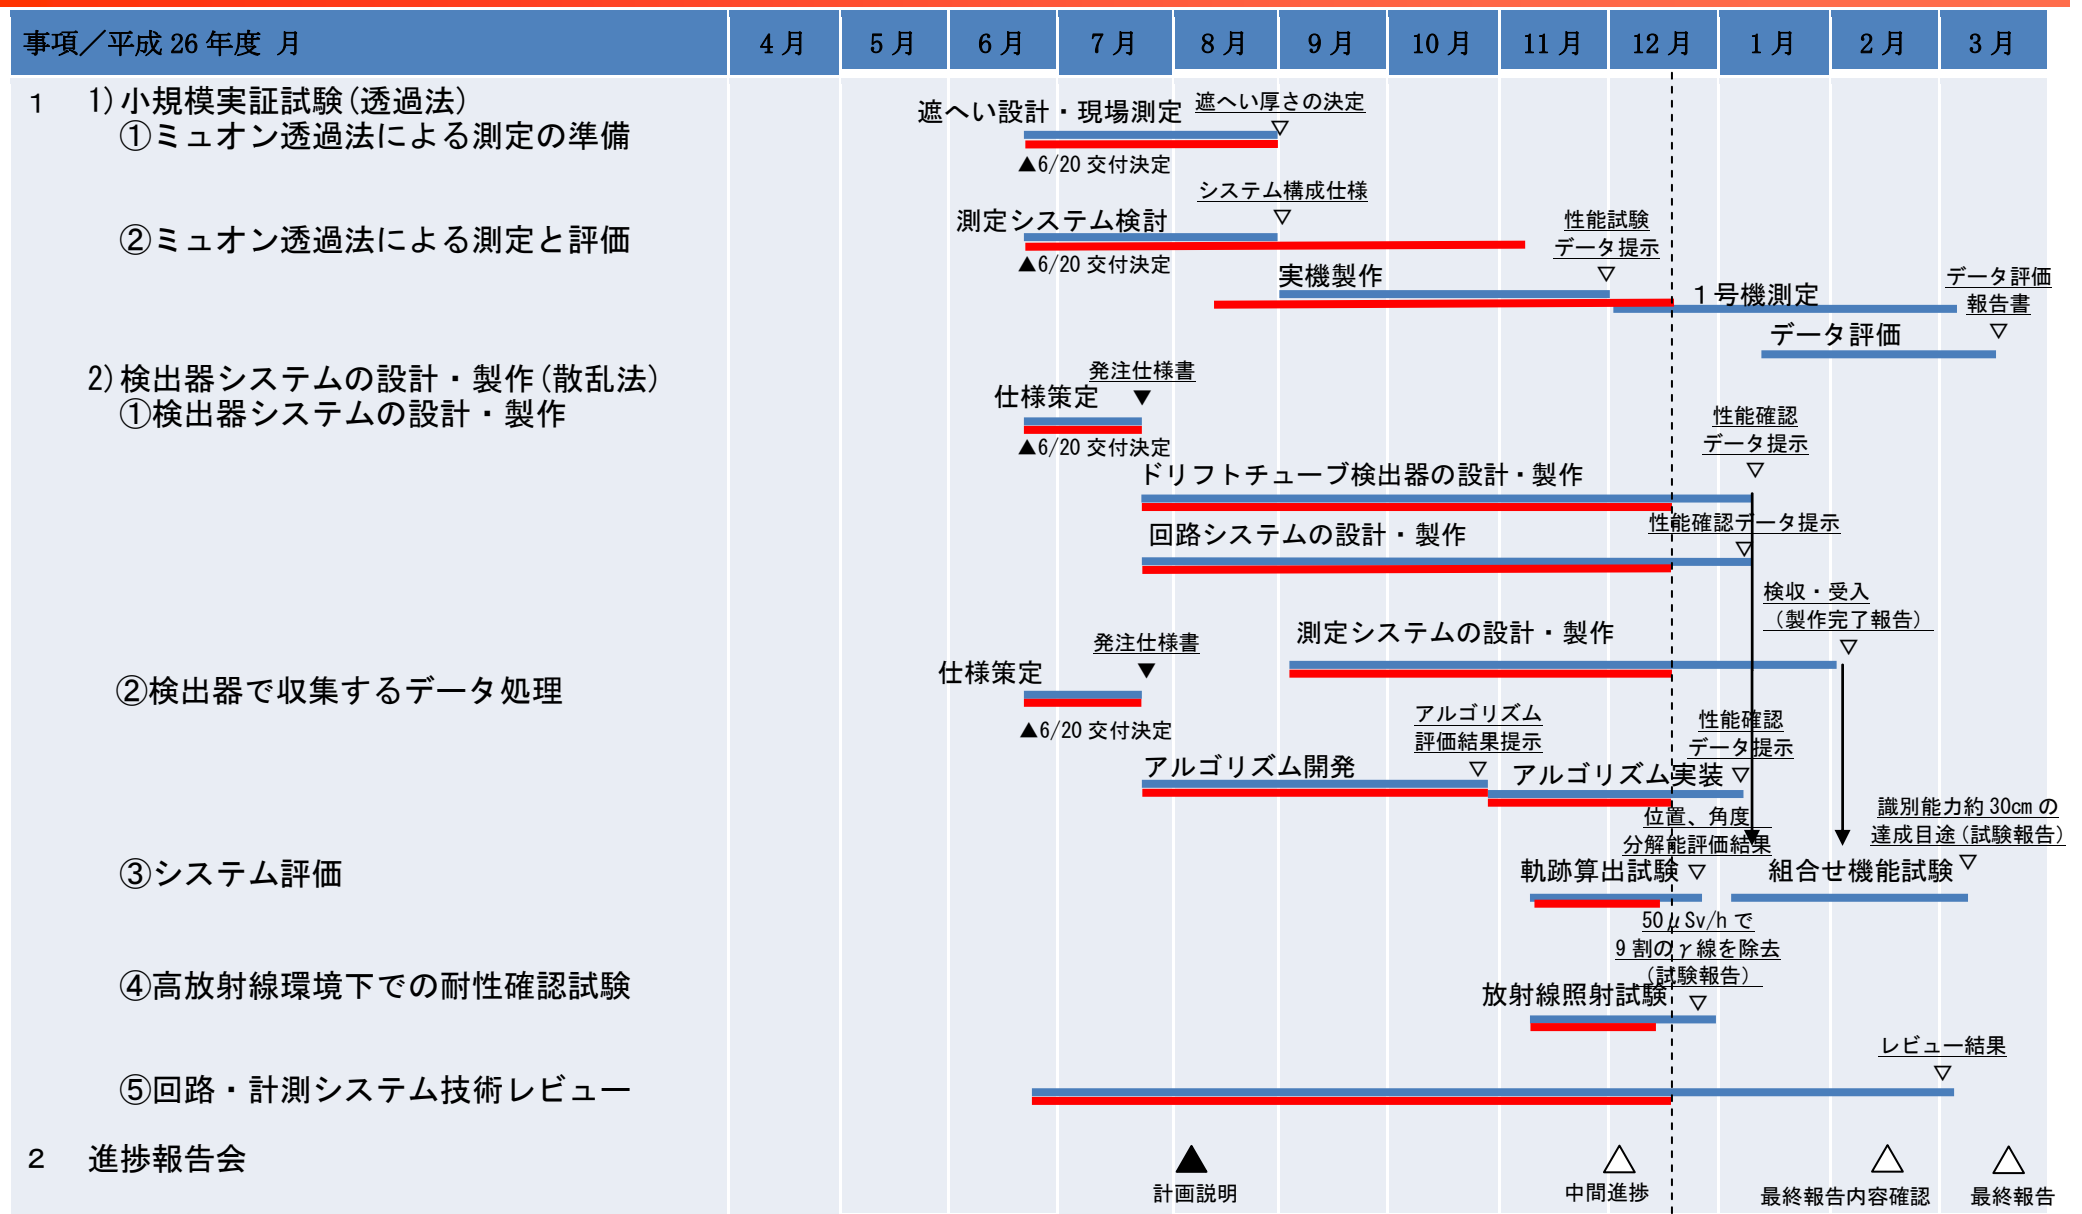 事項／平成 26 年度 月 4 月 5 月 6 月 7 月 8 月 9 月 10 月 11 月 12 月 1 月 2 月 3 月
1 1)小規模実証試験(透過法)
①ミュオン透過法による測定の準備
遮へい設計・現場測定
遮へい厚さの決定
▽
▲6/20 交付決定
②ミュオン透過法による測定と評価
測定システム検討
システム構成仕様
▽
▲6/20 交付決定
性能試験
データ提示
▽
実機製作
1号機測定
データ評価
報告書
▽
データ評価
2)検出器システムの設計・製作(散乱法)
①検出器システムの設計・製作
仕様策定
発注仕様書
▼
▲6/20 交付決定
性能確認
データ提示
▽
ドリフトチューブ検出器の設計・製作
回路システムの設計・製作
性能確認データ提示
▽
検収・受入
(製作完了報告)
▽
測定システムの設計・製作
②検出器で収集するデータ処理
仕様策定
発注仕様書
▼
▲6/20 交付決定
アルゴリズム
評価結果提示
▽
性能確認
データ提示
▽
アルゴリズム開発
アルゴリズム実装
③システム評価
位置、角度
分解能評価結果
▽
軌跡算出試験
識別能力約 30cm の
達成目途(試験報告)
▽
組合せ機能試験
④高放射線環境下での耐性確認試験
50μSv/h で
9 割のγ線を除去
(試験報告)
▽
放射線照射試験
⑤回路・計測システム技術レビュー
レビュー結果
▽
2 進捗報告会
▲ △ △ △
計画説明 中間進捗 最終報告内容確認 最終報告